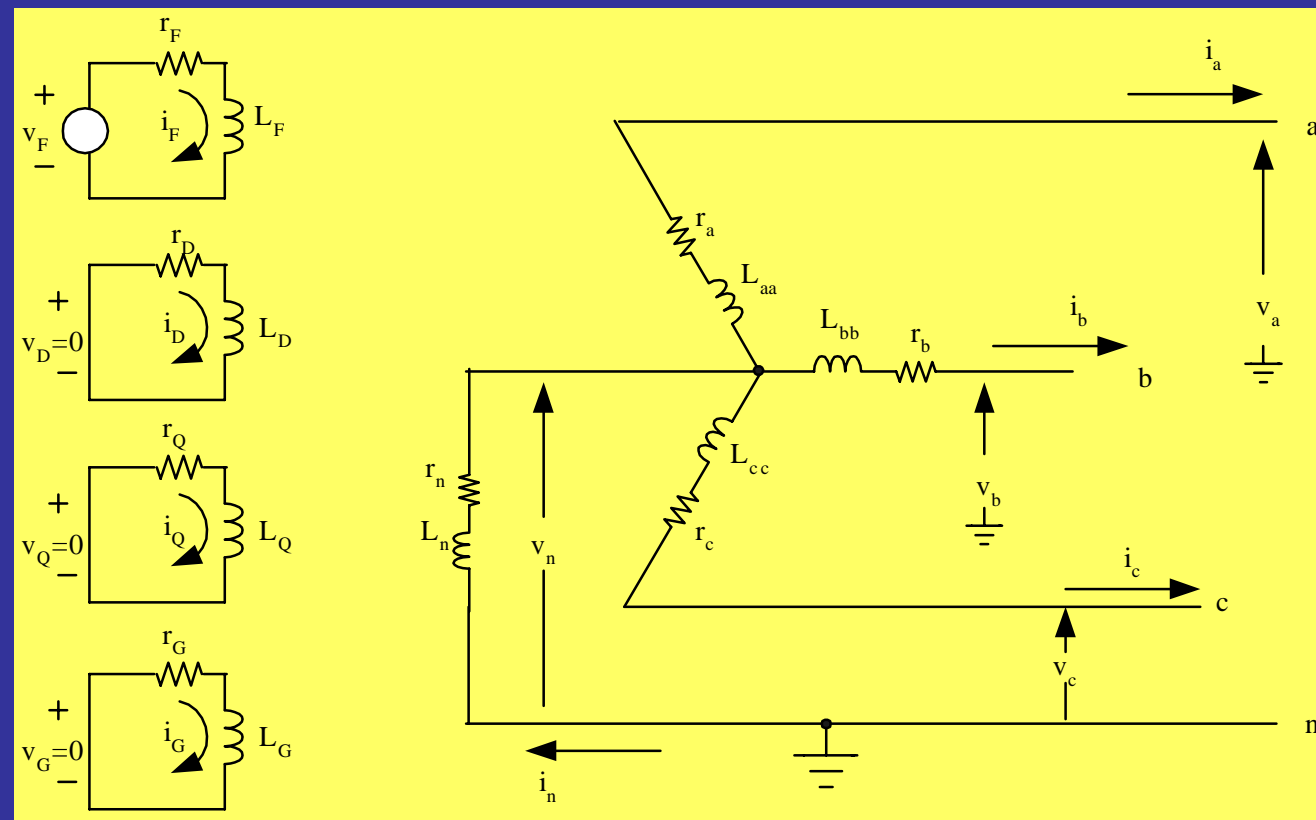 r_F
+
v_F
−
i_F
L_F
r_D
+
v_D=0
−
i_D
L_D
r_Q
+
v_Q=0
−
i_Q
L_Q
r_G
+
v_G=0
−
i_G
L_G
i_a
a
r_a
L_aa
v_a
L_bb
r_b
i_b
b
v_b
L_cc
r_c
i_c
c
v_c
r_n
L_n
v_n
i_n
n